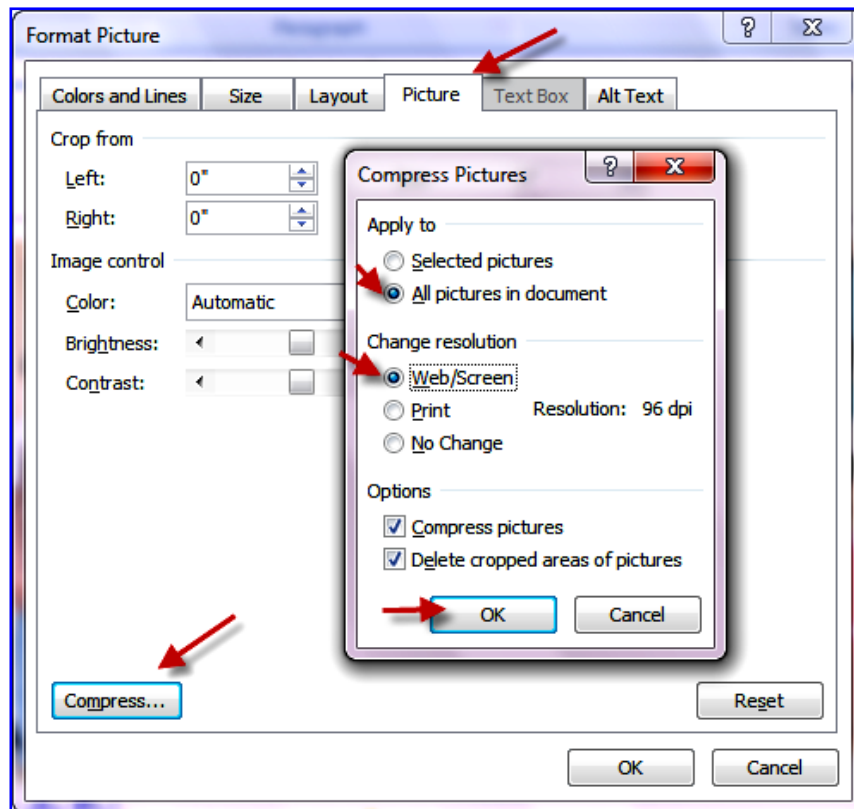 Format Picture
Colors and Lines Size Layout Picture Text Box Alt Text
Crop from
Left: 0"
Right: 0"
Image control
Color: Automatic
Brightness:
Contrast:
Compress...
Reset
OK Cancel
Compress Pictures
Apply to
Selected pictures
All pictures in document
Change resolution
Web/Screen
Print Resolution: 96 dpi
No Change
Options
Compress pictures
Delete cropped areas of pictures
OK Cancel